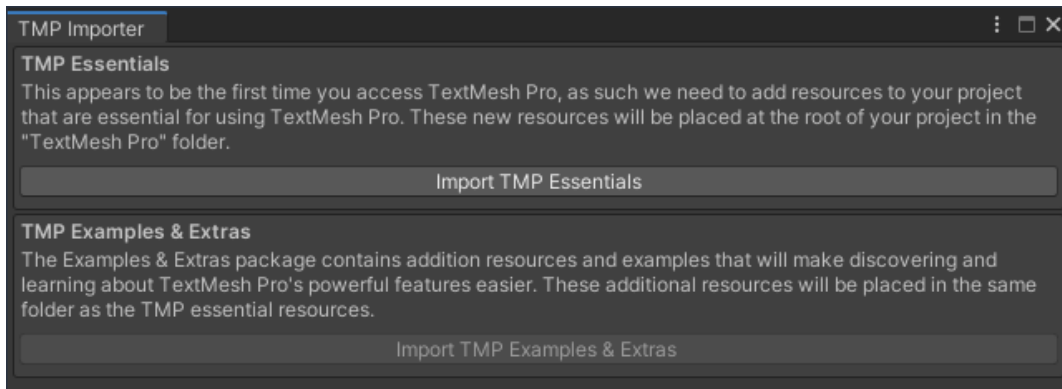 TMP Importer
TMP Essentials
This appears to be the first time you access TextMesh Pro, as such we need to add resources to your project
that are essential for using TextMesh Pro. These new resources will be placed at the root of your project in the
"TextMesh Pro" folder.
Import TMP Essentials
TMP Examples & Extras
The Examples & Extras package contains addition resources and examples that will make discovering and
learning about TextMesh Pro's powerful features easier. These additional resources will be placed in the same
folder as the TMP essential resources.
Import TMP Examples & Extras